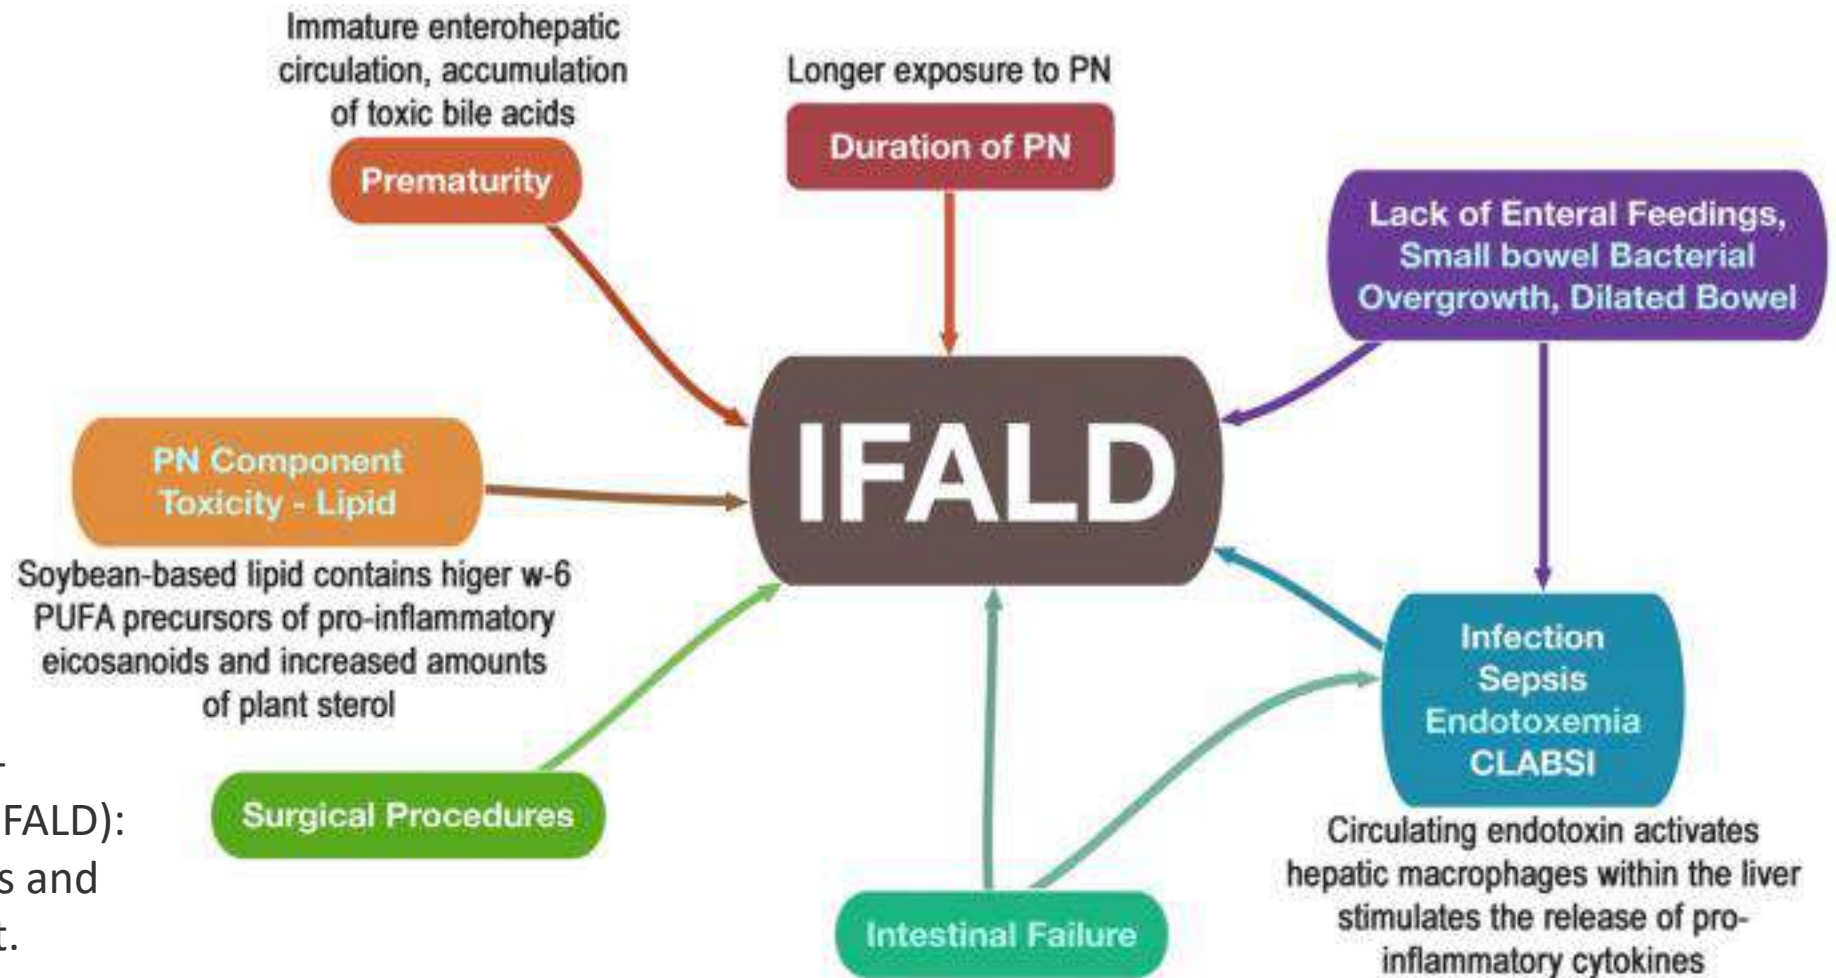 Immature enterohepatic
circulation, accumulation
of toxic bile acids
Prematurity
Longer exposure to PN
Duration of PN
Lack of Enteral Feedings,
Small bowel Bacterial
Overgrowth, Dilated Bowel
IFALD
PN Component
Toxicity - Lipid
Soybean-based lipid contains higer w-6
PUFA precursors of pro-inflammatory
eicosanoids and increased amounts
of plant sterol
Surgical Procedures
Intestinal Failure
Infection
Sepsis
Endotoxemia
CLABSI
Circulating endotoxin activates
hepatic macrophages within the liver
stimulates the release of pro-
inflammatory cytokines
FALD):
s and
t.